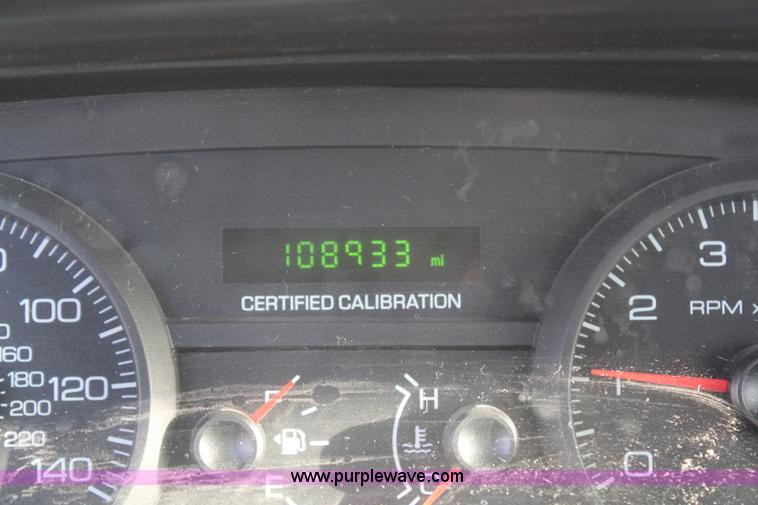 108933 mi
CERTIFIED CALIBRATION
100
120
140
160
180
200
220
F
E
H
C
3
2
1
0
RPM x
www.purplewave.com